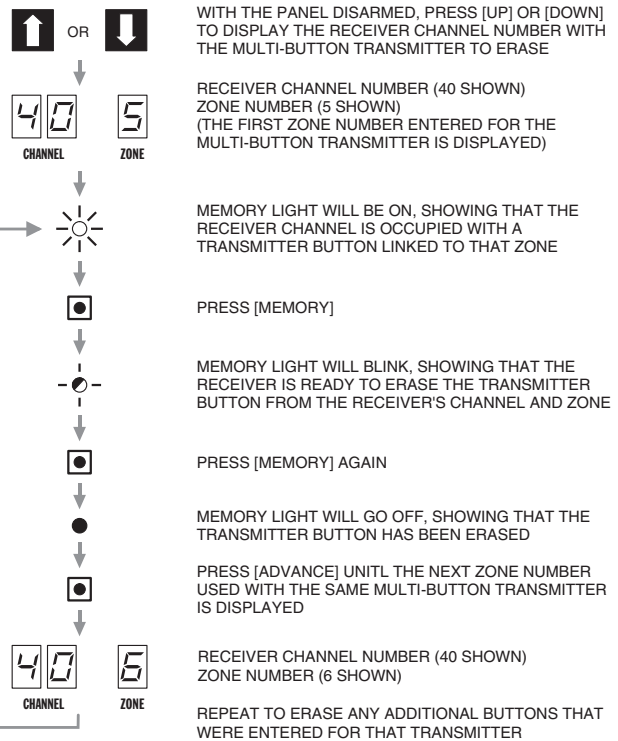 OR
WITH THE PANEL DISARMED, PRESS [UP] OR [DOWN]
TO DISPLAY THE RECEIVER CHANNEL NUMBER WITH
THE MULTI-BUTTON TRANSMITTER TO ERASE
40 5
CHANNEL ZONE
RECEIVER CHANNEL NUMBER (40 SHOWN)
ZONE NUMBER (5 SHOWN)
(THE FIRST ZONE NUMBER ENTERED FOR THE
MULTI-BUTTON TRANSMITTER IS DISPLAYED)
MEMORY LIGHT WILL BE ON, SHOWING THAT THE
RECEIVER CHANNEL IS OCCUPIED WITH A
TRANSMITTER BUTTON LINKED TO THAT ZONE
PRESS [MEMORY]
MEMORY LIGHT WILL BLINK, SHOWING THAT THE
RECEIVER IS READY TO ERASE THE TRANSMITTER
BUTTON FROM THE RECEIVER'S CHANNEL AND ZONE
PRESS [MEMORY] AGAIN
MEMORY LIGHT WILL GO OFF, SHOWING THAT THE
TRANSMITTER BUTTON HAS BEEN ERASED
PRESS [ADVANCE] UNITL THE NEXT ZONE NUMBER
USED WITH THE SAME MULTI-BUTTON TRANSMITTER
IS DISPLAYED
40 6
CHANNEL ZONE
RECEIVER CHANNEL NUMBER (40 SHOWN)
ZONE NUMBER (6 SHOWN)
REPEAT TO ERASE ANY ADDITIONAL BUTTONS THAT
WERE ENTERED FOR THAT TRANSMITTER